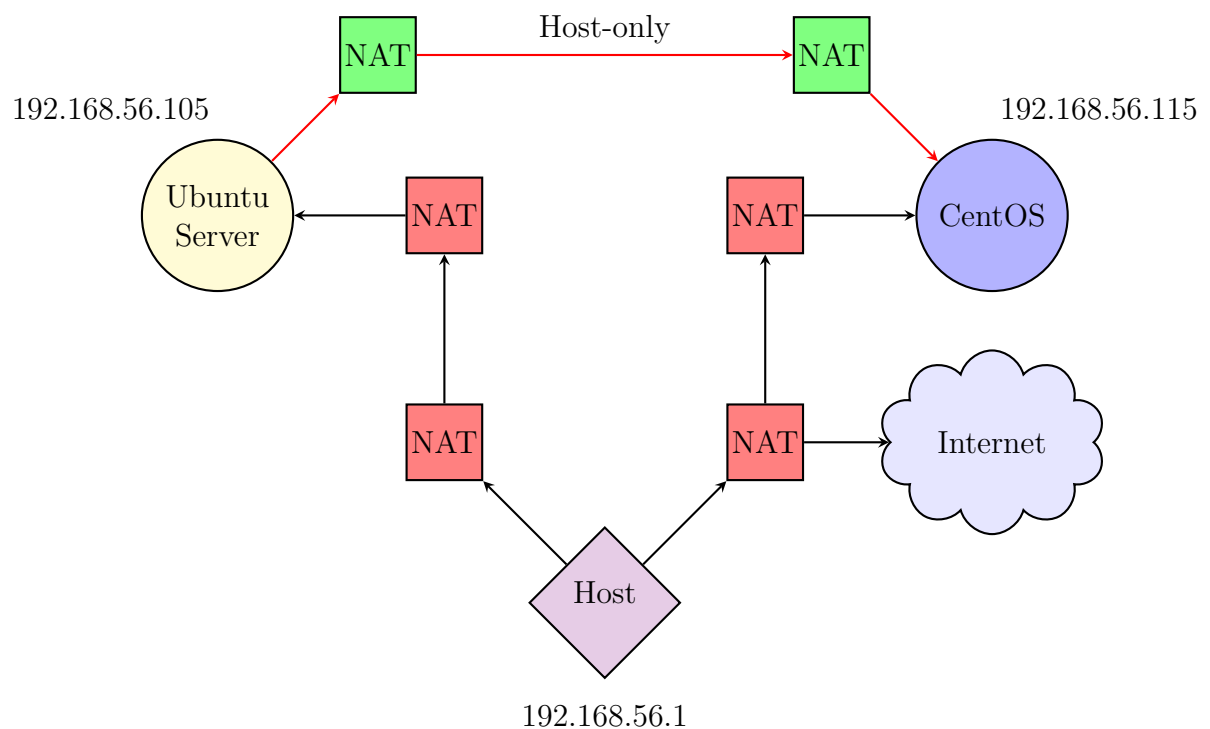 Host-only
NAT
NAT
192.168.56.105
192.168.56.115
Ubuntu
Server
NAT
NAT
CentOS
NAT
NAT
Internet
Host
192.168.56.1